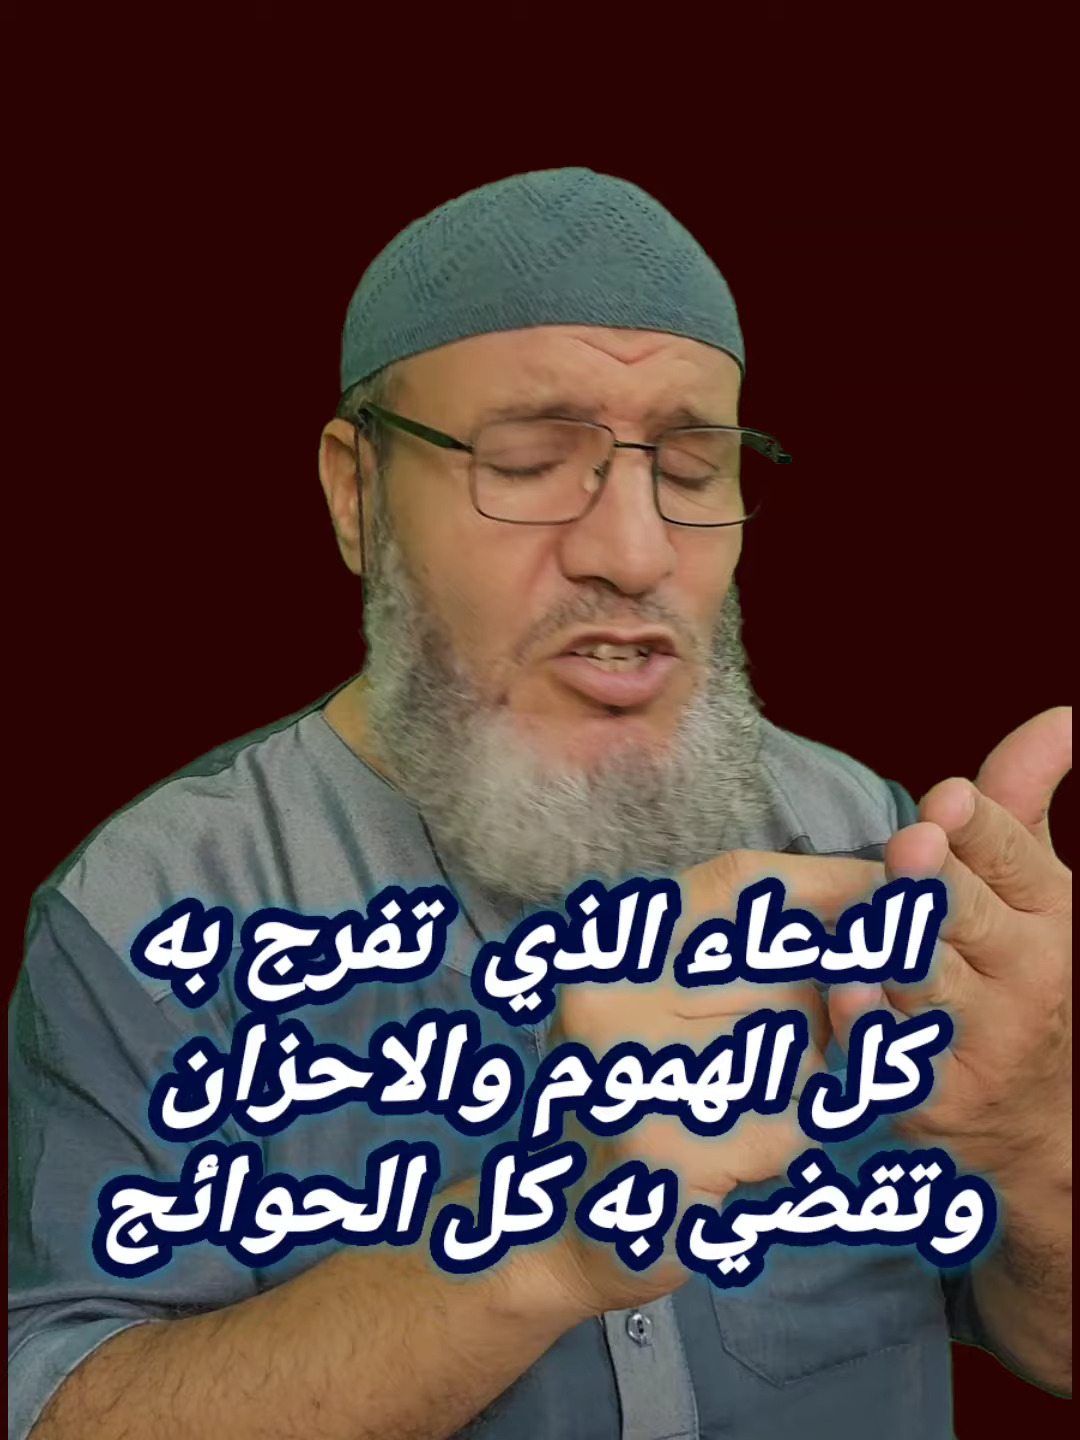 الدعاء الذي تفرج به
كل الهموم والاحزان
وتقضي به كل الحوائج